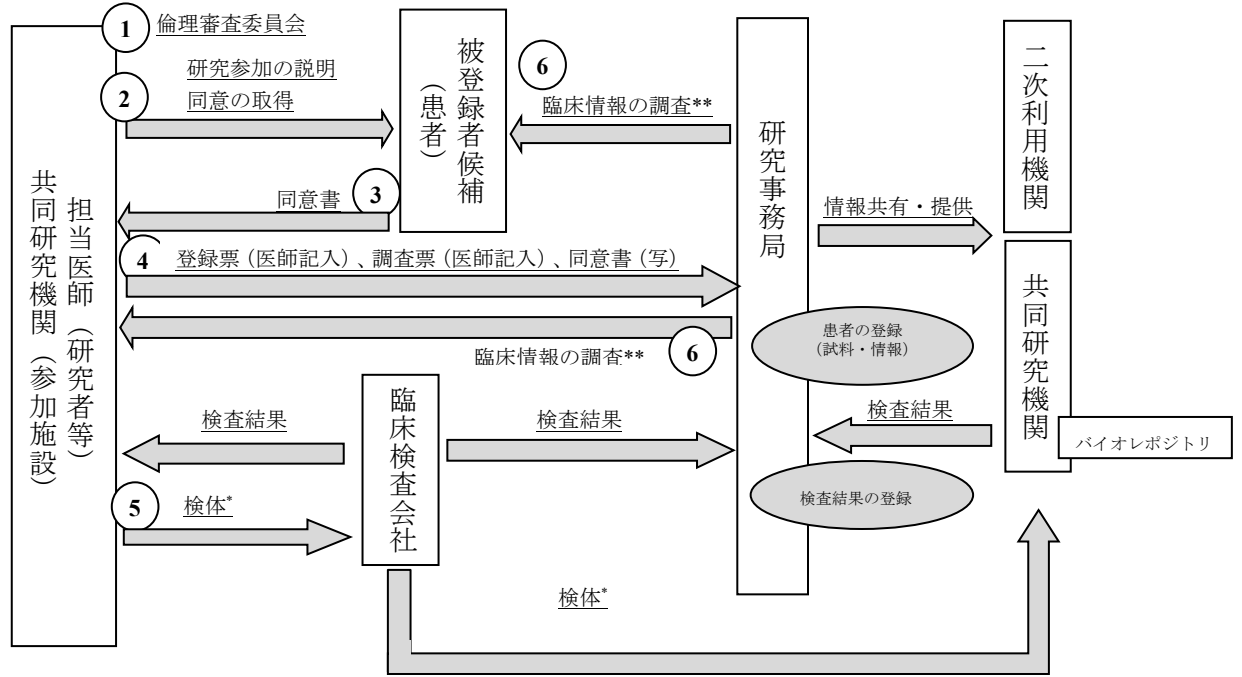 1 倫理審査委員会
2 研究参加の説明
同意の取得
被登録者候補
（患者）
6
臨床情報の調査**
研究事務局
二次利用機関
担当医師（研究者等）
共同研究機関（参加施設）
同意書 3
情報共有・提供
4 登録票（医師記入）、調査票（医師記入）、同意書（写）
臨床情報の調査** 6
患者の登録
（試料・情報）
共同研究機関
バイオレポジトリ
検査結果
臨床検査会社
検査結果
検査結果
5 検体*
検査結果の登録
検体*